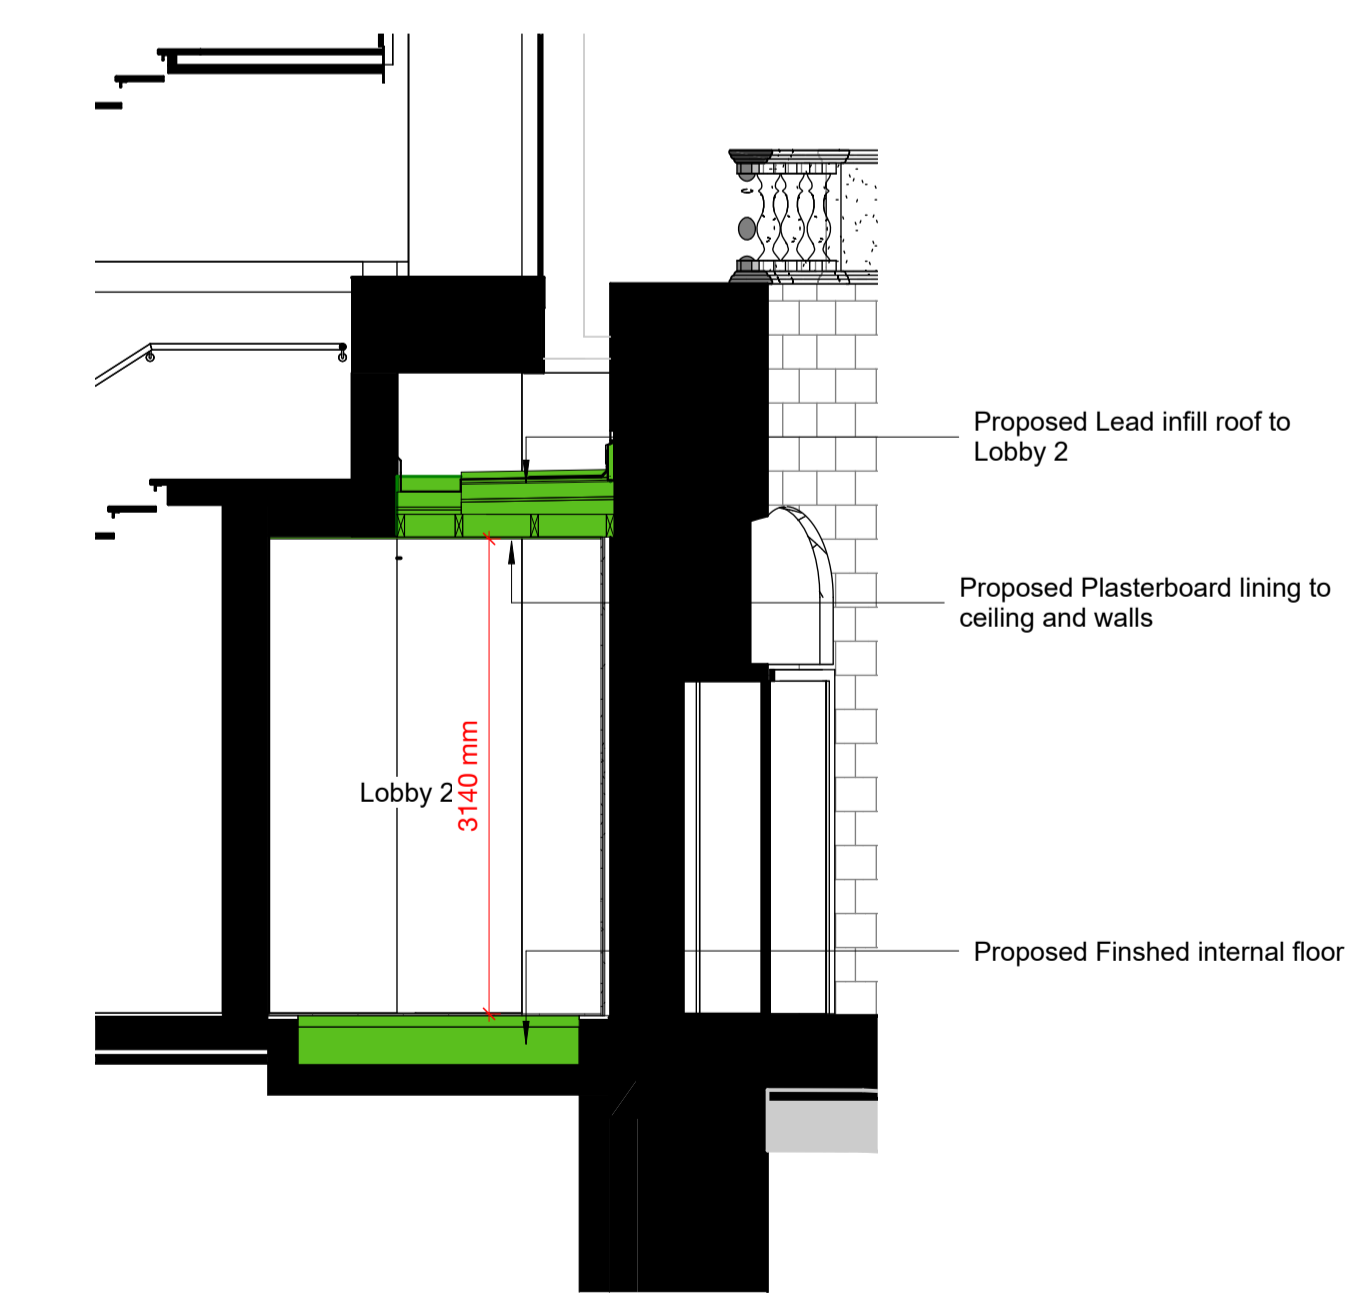 Proposed Lead infill roof to
Lobby 2
Proposed Plasterboard lining to
ceiling and walls
Lobby 2
3140 mm
Proposed Finshed internal floor